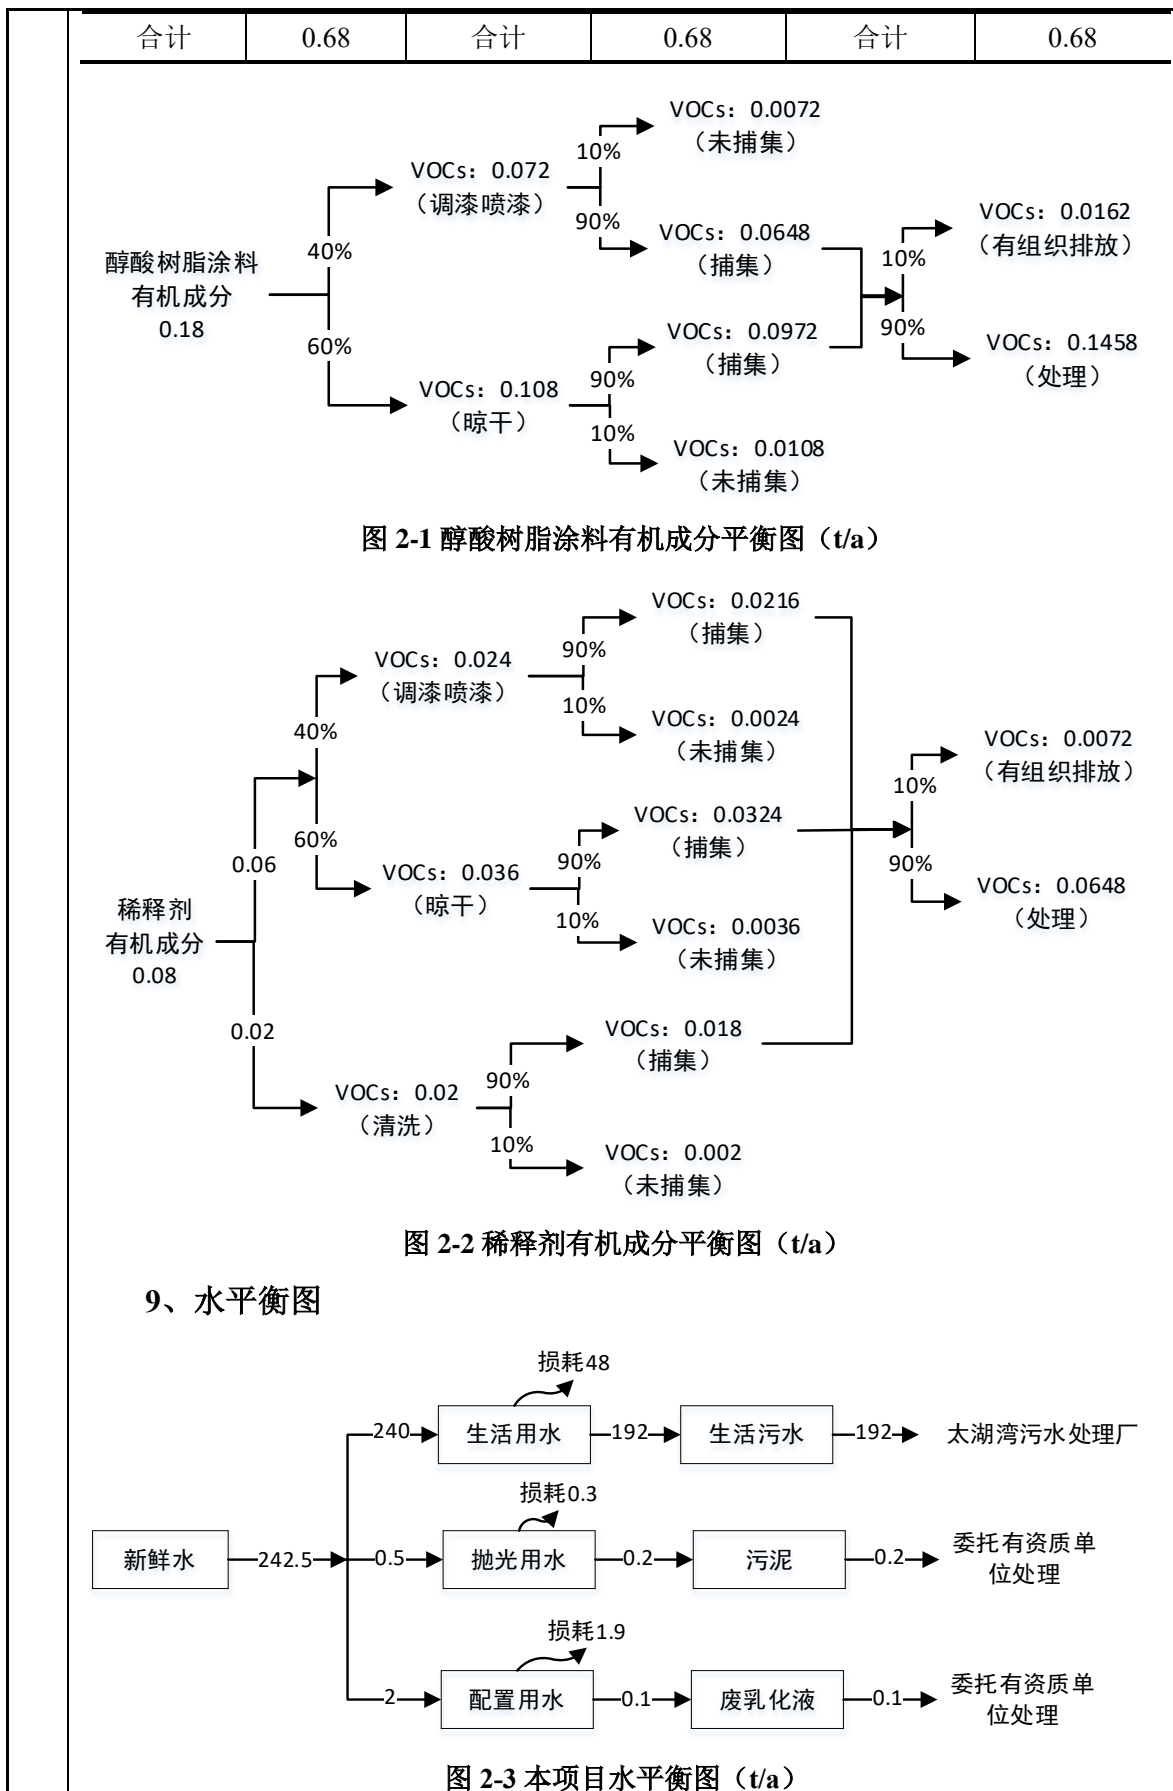 合计 0.68 合计 0.68 合计 0.68
VOCs：0.0072
（未捕集）
10%
VOCs：0.072
（调漆喷漆）
90%
VOCs：0.0648
（捕集）
40%
醇酸树脂涂料
有机成分
0.18
60%
VOCs：0.0162
（有组织排放）
10%
90%
VOCs：0.1458
（处理）
VOCs：0.0972
（捕集）
90%
VOCs：0.108
（晾干）
10%
VOCs：0.0108
（未捕集）
图 2-1 醇酸树脂涂料有机成分平衡图（t/a）
VOCs：0.0216
（捕集）
90%
VOCs：0.024
（调漆喷漆）
10%
VOCs：0.0024
（未捕集）
40%
60%
0.06
VOCs：0.0324
（捕集）
90%
VOCs：0.036
（晾干）
10%
VOCs：0.0036
（未捕集）
VOCs：0.0072
（有组织排放）
10%
90%
VOCs：0.0648
（处理）
稀释剂
有机成分
0.08
0.02
VOCs：0.018
（捕集）
90%
VOCs：0.02
（清洗）
10%
VOCs：0.002
（未捕集）
图 2-2 稀释剂有机成分平衡图（t/a）
9、水平衡图
损耗48
240 生活用水 192 生活污水 192 太湖湾污水处理厂
损耗0.3
新鲜水 242.5 0.5 抛光用水 0.2 污泥 0.2 委托有资质单
位处理
损耗1.9
2 配置用水 0.1 废乳化液 0.1 委托有资质单
位处理
图 2-3 本项目水平衡图（t/a）